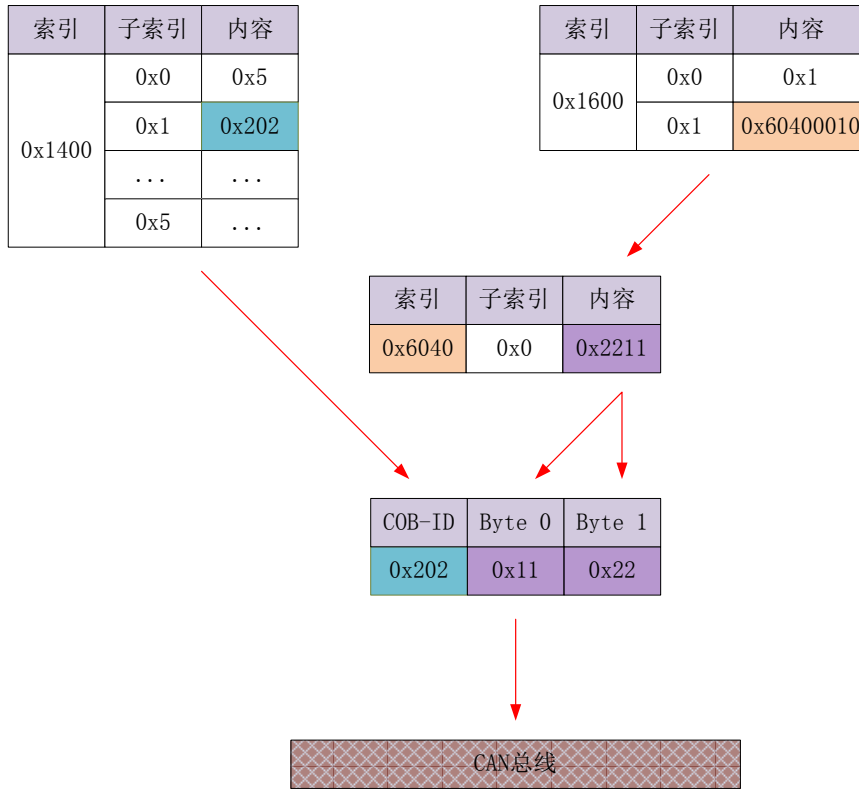 索引 子索引 内容
0x1400
0x0 0x5
0x1 0x202
... ...
0x5 ...
索引 子索引 内容
0x1600
0x0 0x1
0x1 0x60400010
索引 子索引 内容
0x6040 0x0 0x2211
COB-ID Byte 0 Byte 1
0x202 0x11 0x22
CAN总线